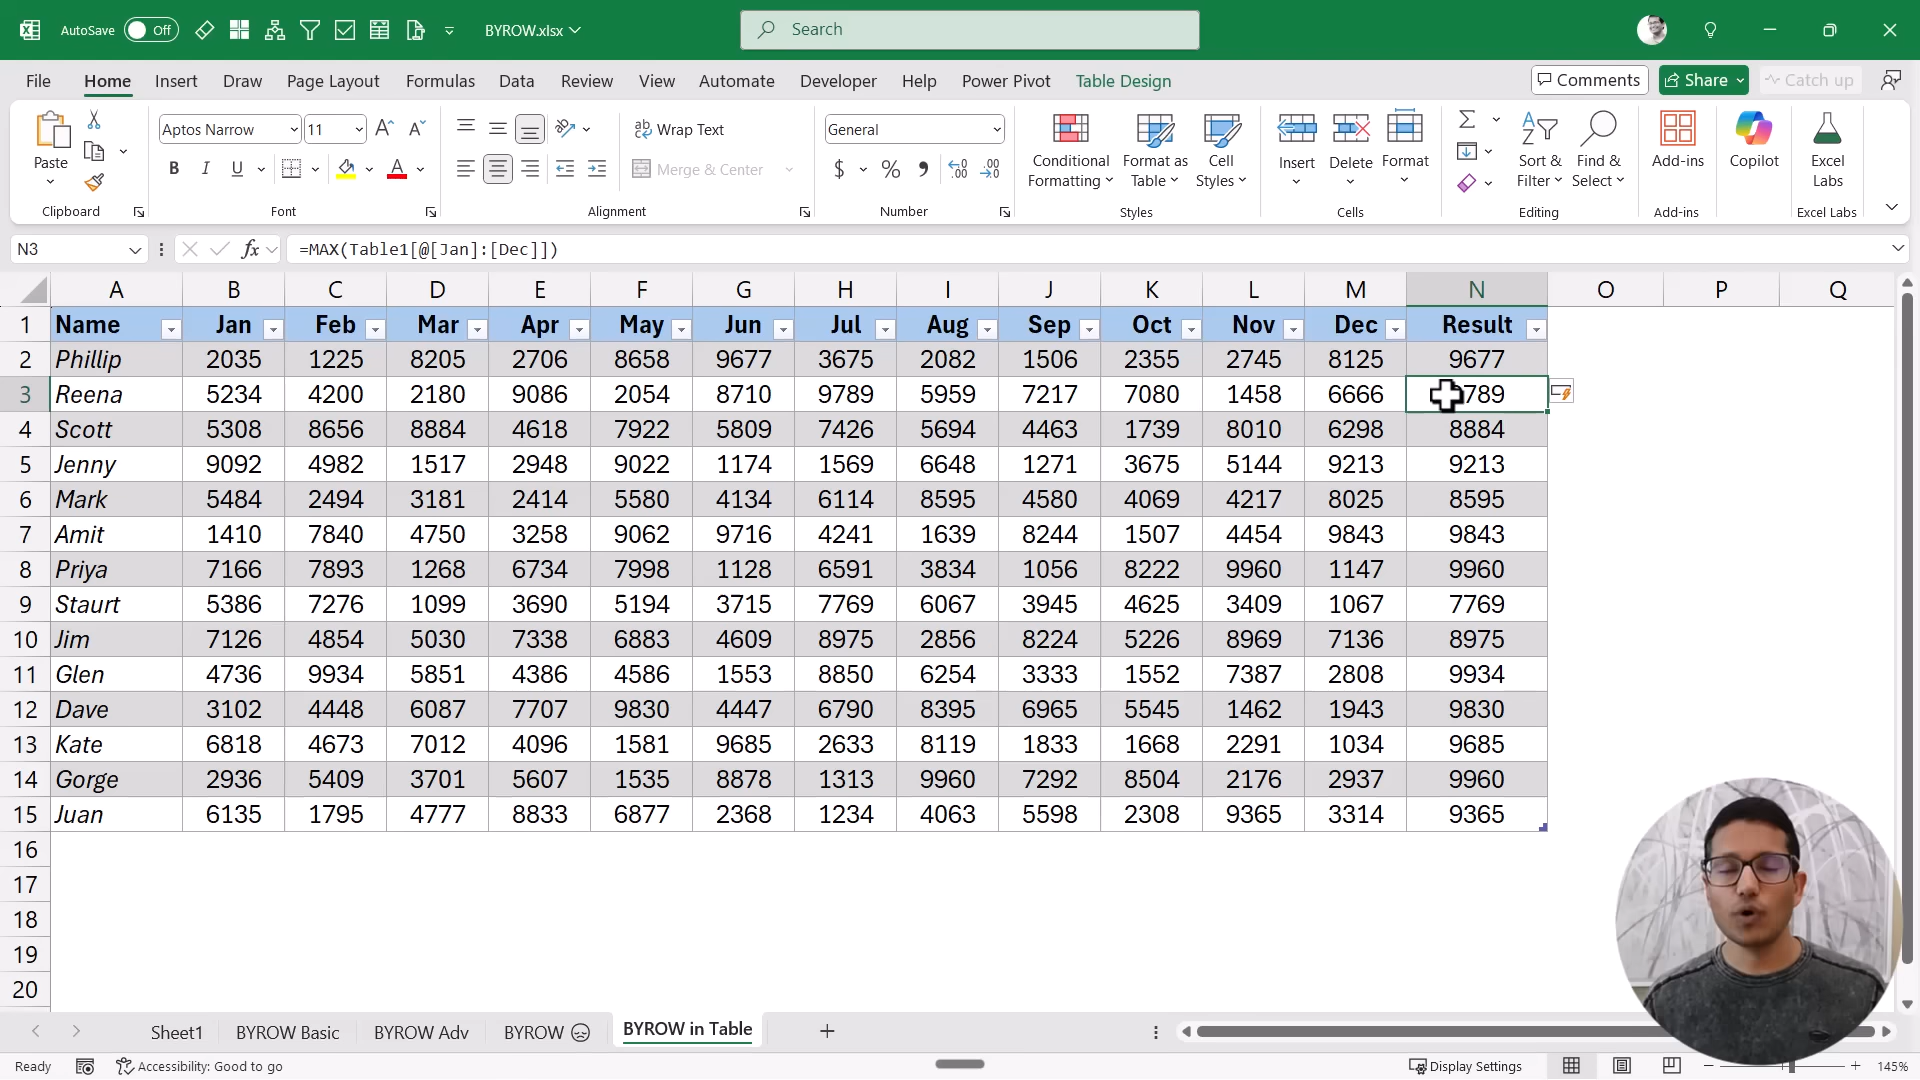 AutoSave Off BYROW.xlsx Search
File Home Insert Draw Page Layout Formulas Data Review View Automate Developer Help Power Pivot Table Design Comments Share Catch up
Aptos Narrow 11 Wrap Text General
Paste B I U Merge & Center $ % Conditional Formatting Format as Table Cell Styles Insert Delete Format Sort & Filter Find & Select Add-ins Copilot Excel Labs
Clipboard Font Alignment Number Styles Cells Editing Add-ins Excel Labs
N3 fx =MAX(Table1[@[Jan]:[Dec]])
A B C D E F G H I J K L M N O P Q
1 Name Jan Feb Mar Apr May Jun Jul Aug Sep Oct Nov Dec Result
2 Phillip 2035 1225 8205 2706 8658 9677 3675 2082 1506 2355 2745 8125 9677
3 Reena 5234 4200 2180 9086 2054 8710 9789 5959 7217 7080 1458 6666 789
4 Scott 5308 8656 8884 4618 7922 5809 7426 5694 4463 1739 8010 6298 8884
5 Jenny 9092 4982 1517 2948 9022 1174 1569 6648 1271 3675 5144 9213 9213
6 Mark 5484 2494 3181 2414 5580 4134 6114 8595 4580 4069 4217 8025 8595
7 Amit 1410 7840 4750 3258 9062 9716 4241 1639 8244 1507 4454 9843 9843
8 Priya 7166 7893 1268 6734 7998 1128 6591 3834 1056 8222 9960 1147 9960
9 Staurt 5386 7276 1099 3690 5194 3715 7769 6067 3945 4625 3409 1067 7769
10 Jim 7126 4854 5030 7338 6883 4609 8975 2856 8224 5226 8969 7136 8975
11 Glen 4736 9934 5851 4386 4586 1553 8850 6254 3333 1552 7387 2808 9934
12 Dave 3102 4448 6087 7707 9830 4447 6790 8395 6965 5545 1462 1943 9830
13 Kate 6818 4673 7012 4096 1581 9685 2633 8119 1833 1668 2291 1034 9685
14 Gorge 2936 5409 3701 5607 1535 8878 1313 9960 7292 8504 2176 2937 9960
15 Juan 6135 1795 4777 8833 6877 2368 1234 4063 5598 2308 9365 3314 9365
16
17
18
19
20
Sheet1 BYROW Basic BYROW Adv BYROW 😞 BYROW in Table
Ready Accessibility: Good to go Display Settings 145%